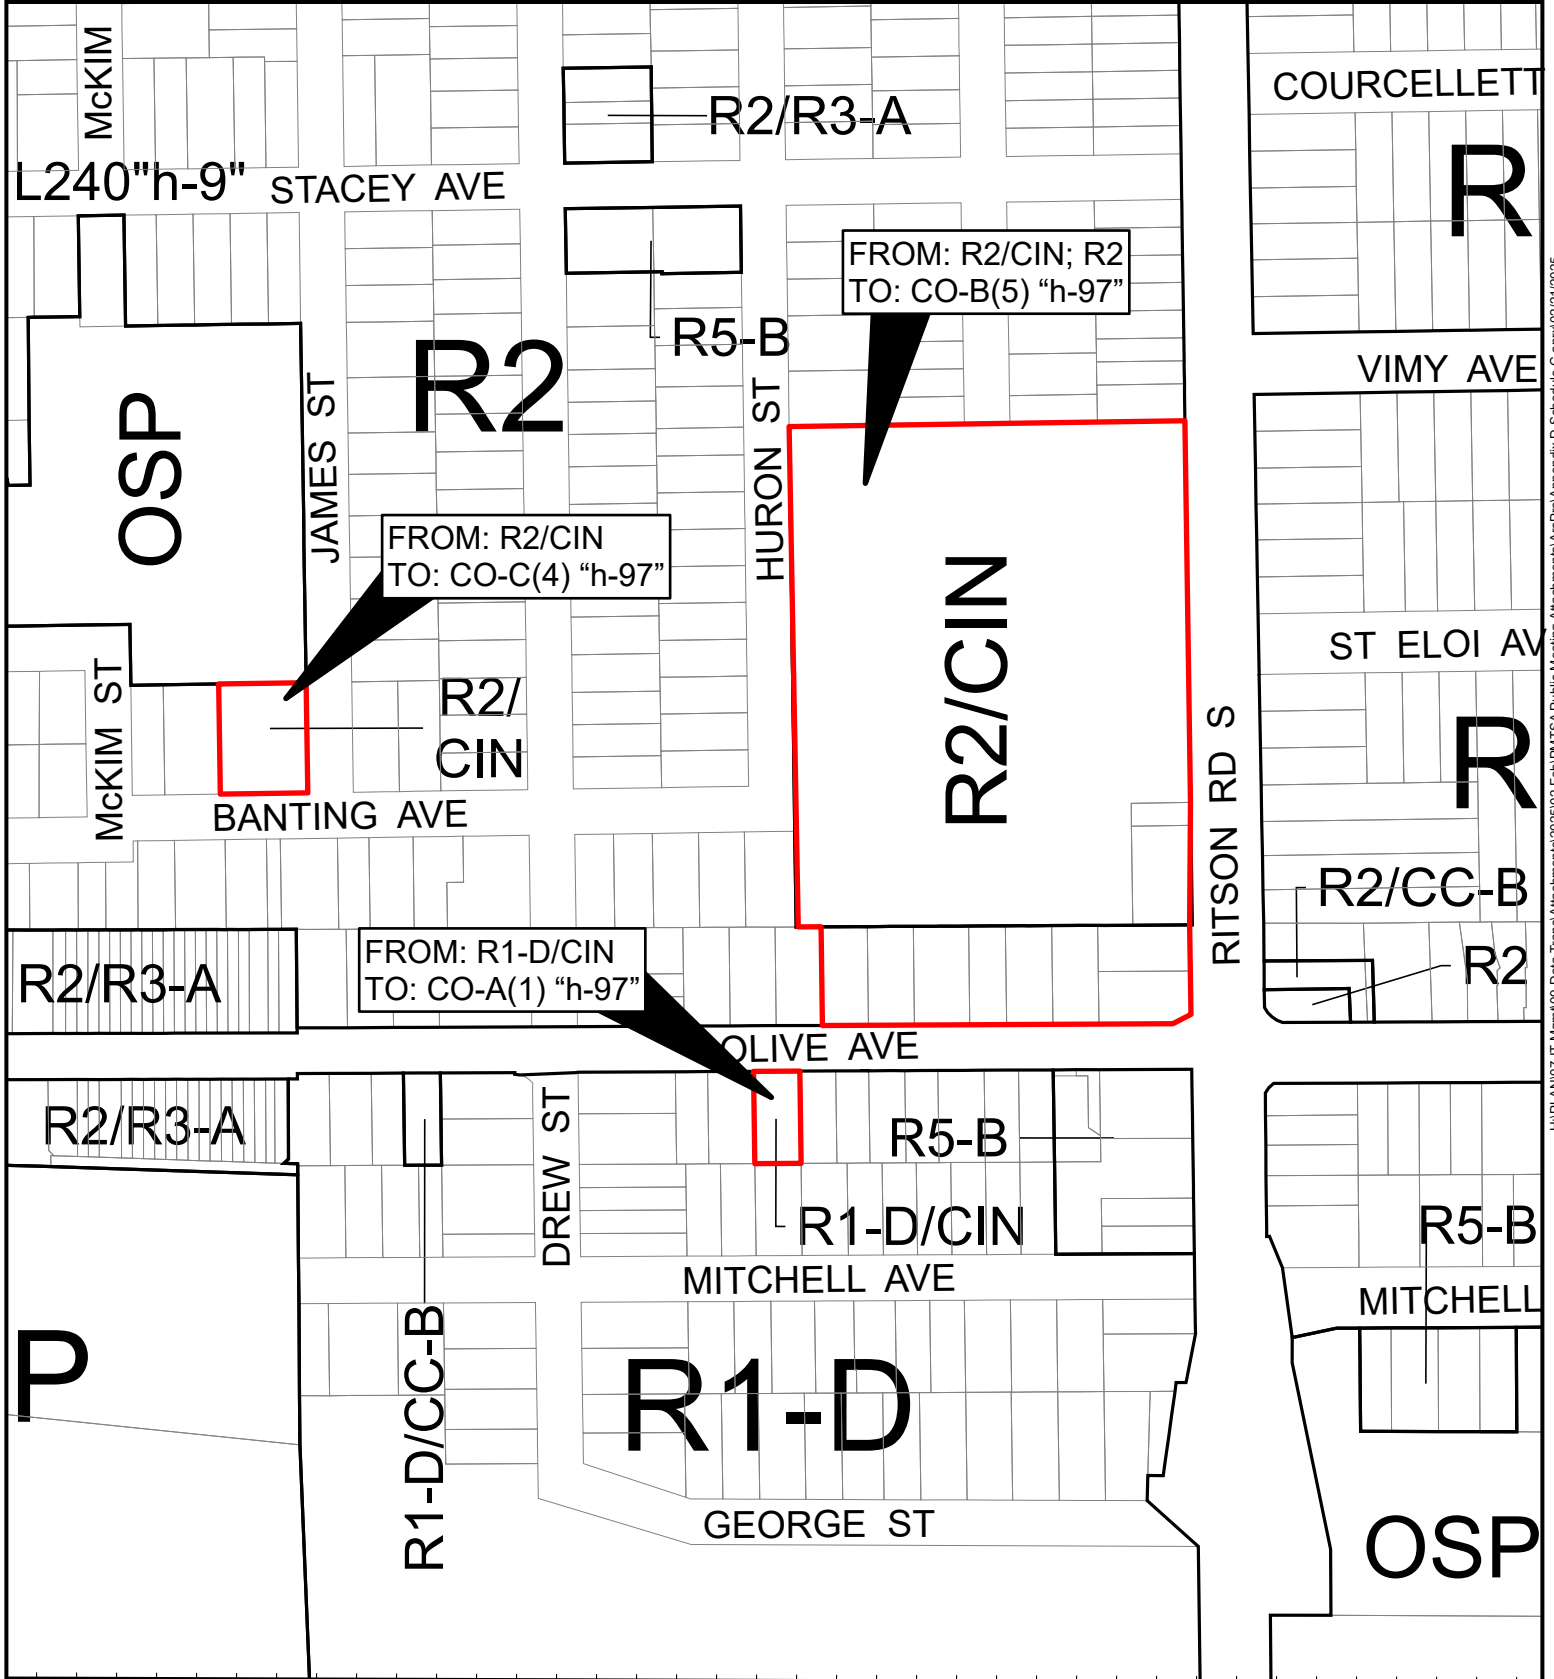 McKIM
COURCELLETT
R2/R3-A
L240"h-9"
STACEY AVE
R
FROM: R2/CIN; R2
TO: CO-B(5) “h-97”
R5-B
R2
VIMY AVE
OSP
JAMES ST
HURON ST
FROM: R2/CIN
TO: CO-C(4) “h-97”
R2/CIN
ST ELOI AV
McKIM ST
R2/
CIN
R
RITSON RD S
BANTING AVE
R2/CC-B
R2/R3-A
FROM: R1-D/CIN
TO: CO-A(1) “h-97”
R2
OLIVE AVE
R2/R3-A
DREW ST
R5-B
R1-D/CIN
R5-B
MITCHELL AVE
MITCHELL
P
R1-D/CC-B
R1-D
GEORGE ST
OSP